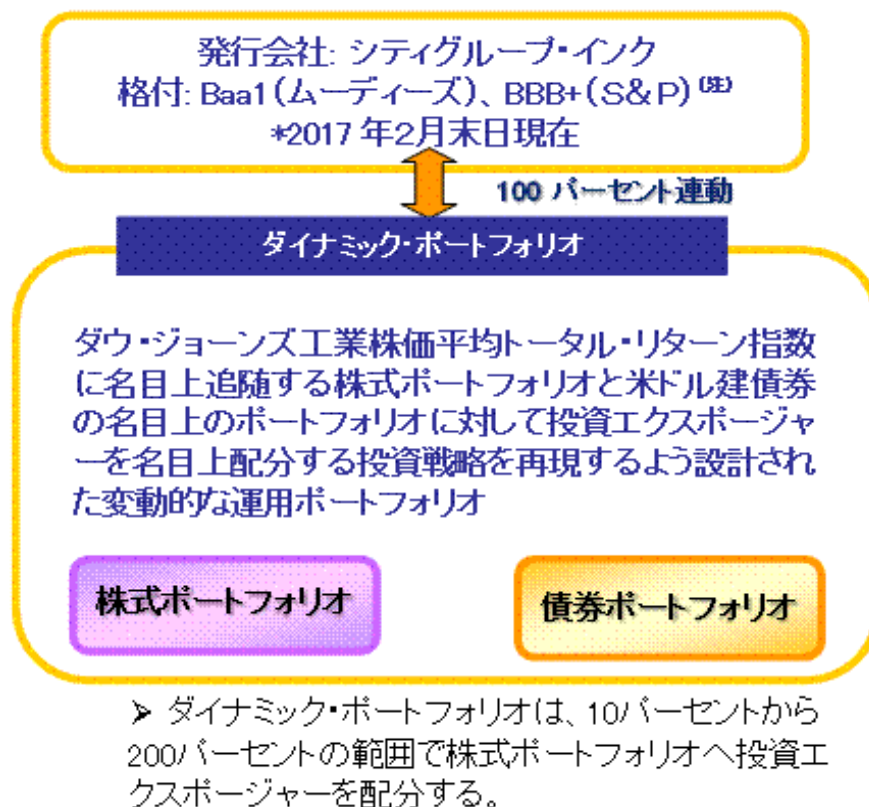 発行会社: シティグループ・インク
格付: Baa1(ムーディーズ)、BBB+(S&P)(注)
*2017年2月末日現在
100 パーセント連動
ダイナミック・ポートフォリオ
ダウ・ジョーンズ工業株価平均トータル・リターン指数
に名目上追随する株式ポートフォリオと米ドル建債券
の名目上のポートフォリオに対して投資エクスポージャ
ーを名目上配分する投資戦略を再現するよう設計され
た変動的な運用ポートフォリオ
株式ポートフォリオ
債券ポートフォリオ
➢ ダイナミック・ポートフォリオは、10パーセントから
200パーセントの範囲で株式ポートフォリオへ投資エ
クスポージャーを配分する。